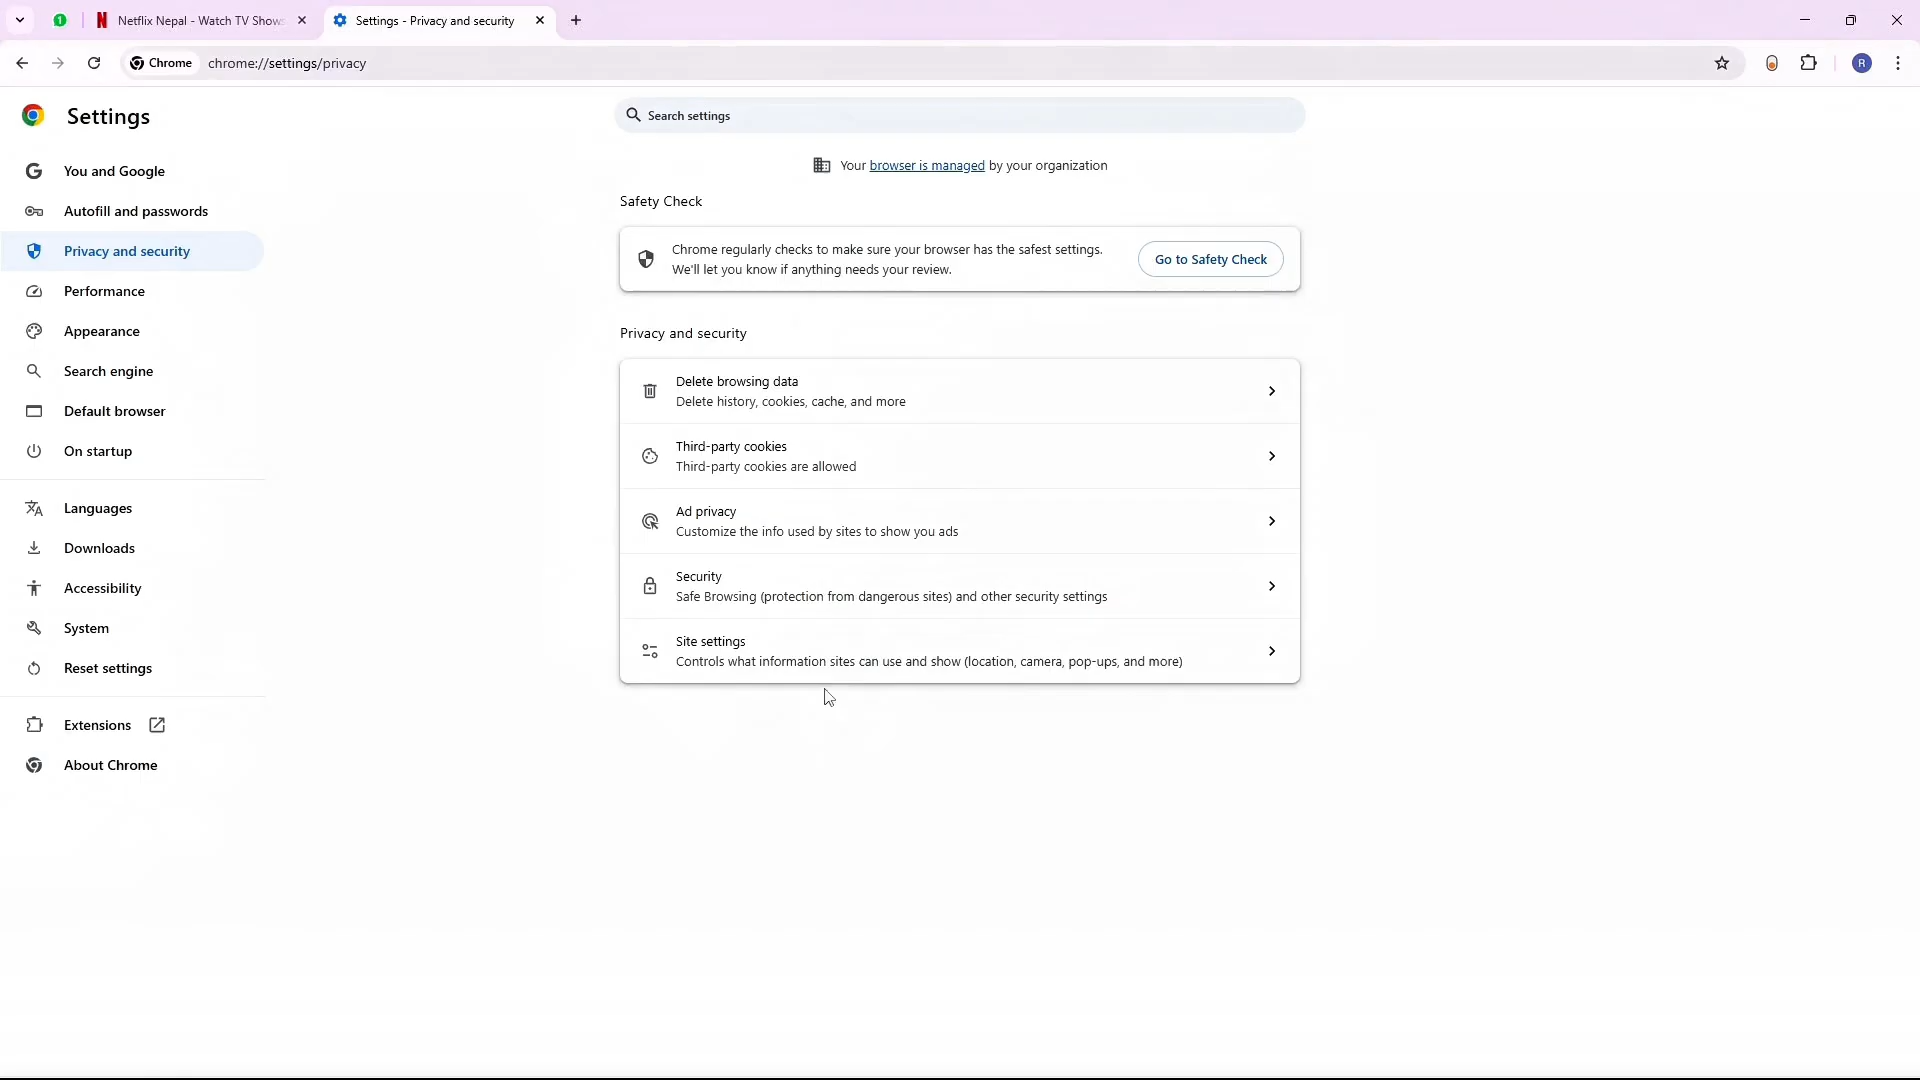 1
Netflix Nepal - Watch TV Shows
Settings - Privacy and security
Chrome
chrome://settings/privacy
R
Settings
Search settings
Your browser is managed by your organization
You and Google
Autofill and passwords
Privacy and security
Performance
Appearance
Search engine
Default browser
On startup
Languages
Downloads
Accessibility
System
Reset settings
Extensions
About Chrome
Safety Check
Chrome regularly checks to make sure your browser has the safest settings.
We'll let you know if anything needs your review.
Go to Safety Check
Privacy and security
Delete browsing data
Delete history, cookies, cache, and more
Third-party cookies
Third-party cookies are allowed
Ad privacy
Customize the info used by sites to show you ads
Security
Safe Browsing (protection from dangerous sites) and other security settings
Site settings
Controls what information sites can use and show (location, camera, pop-ups, and more)